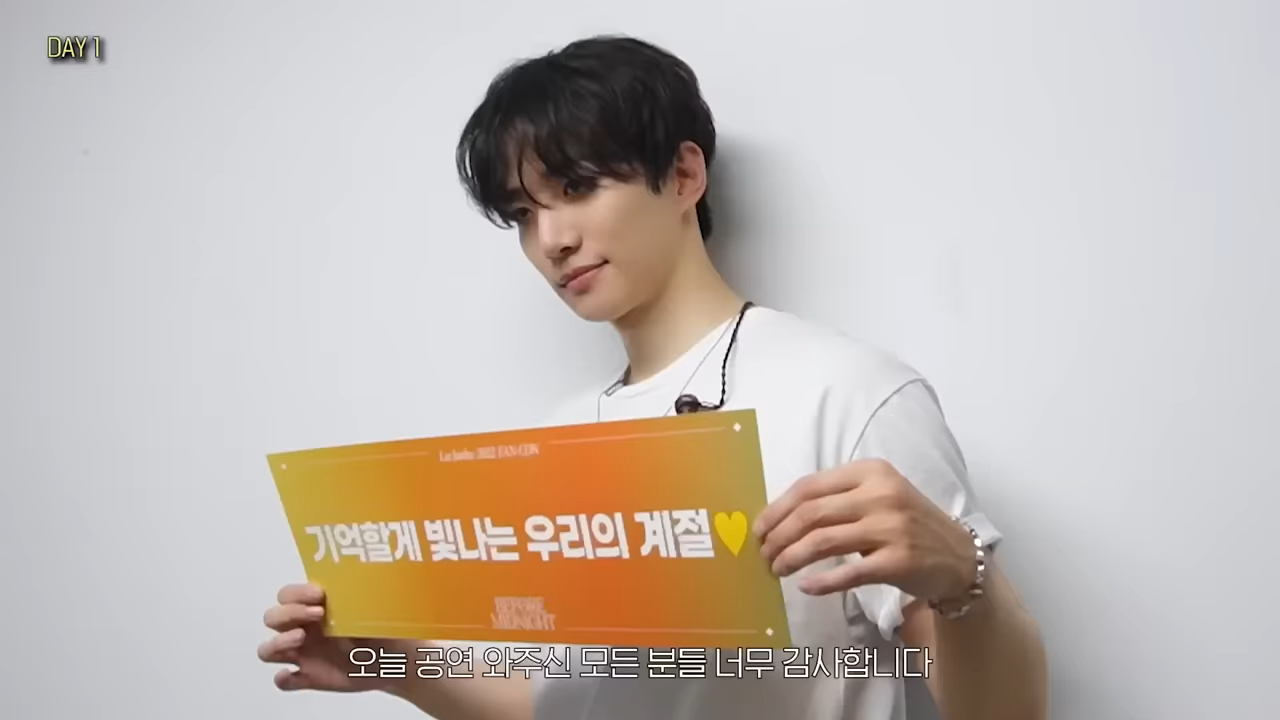 DAY 1
Lee Junho 2022 FAN-CON
기억할게 빛나는 우리의 계절💛
BEFORE
MIDNIGHT
오늘 공연 와주신 모든 분들 너무 감사합니다